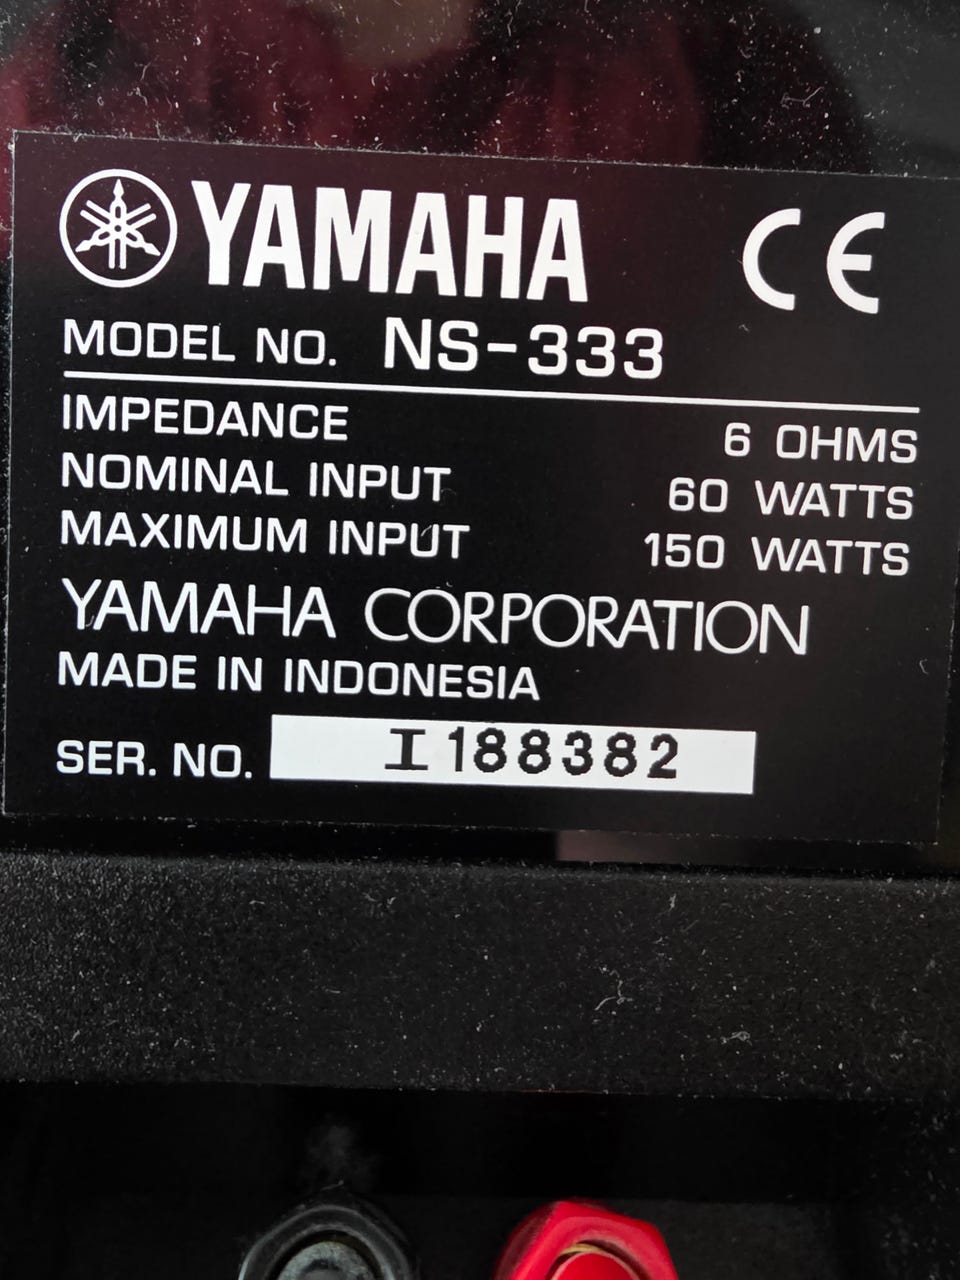 YAMAHA CE
MODEL NO. NS-333
IMPEDANCE 6 OHMS
NOMINAL INPUT 60 WATTS
MAXIMUM INPUT 150 WATTS
YAMAHA CORPORATION
MADE IN INDONESIA
SER. NO. I188382